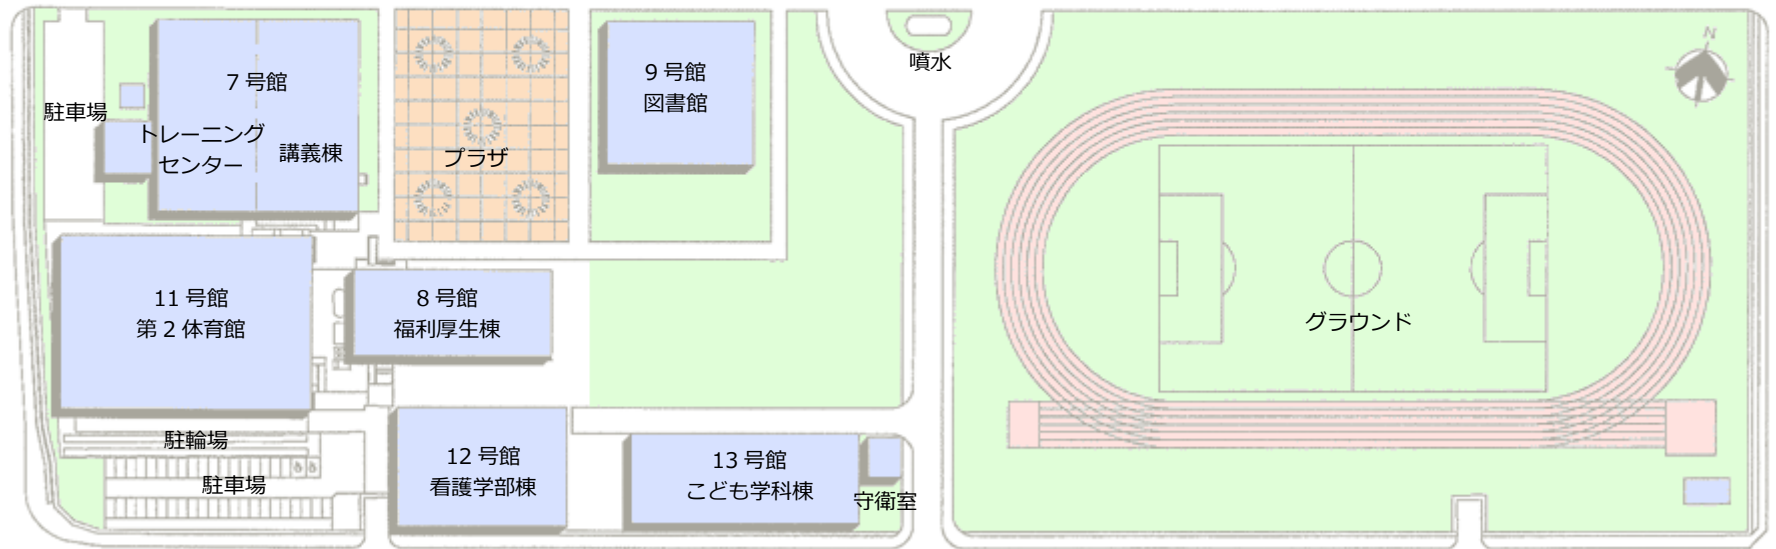 7 号館
トレーニング
センター
講義棟
駐車場
プラザ
9 号館
図書館
噴水
N
11 号館
第 2 体育館
8 号館
福利厚生棟
グラウンド
駐輪場
駐車場
12 号館
看護学部棟
13 号館
こども学科棟
守衛室